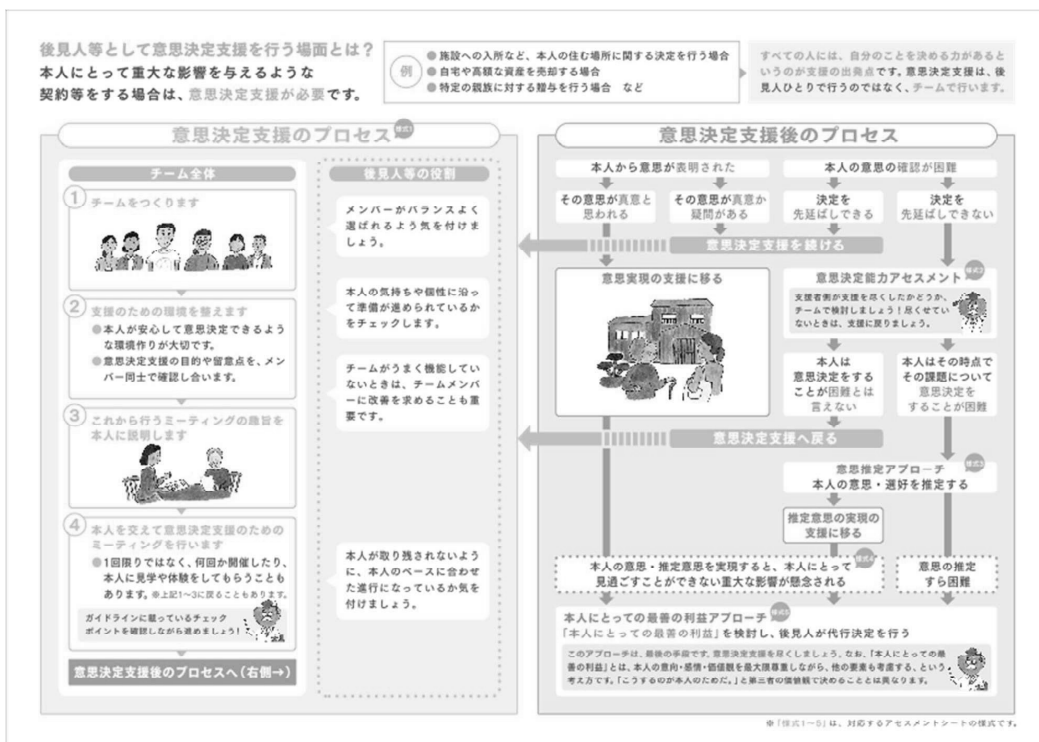 後見人等として意思決定支援を行う場面とは？
本人にとって重大な影響を与えるような
契約等をする場合は、意思決定支援が必要です。
例
●施設への入所など、本人の住む場所に関する決定を行う場合
●自宅や高額な資産を売却する場合
●特定の親族に対する贈与を行う場合　など
すべての人には、自分のことを決める力があると
いうのが支援の出発点です。意思決定支援は、後
見人ひとりで行うのではなく、チームで行います。
意思決定支援のプロセス
様式1
チーム全体
1 チームをつくります
2 支援のための環境を整えます
●本人が安心して意思決定できるよう
な環境作りが大切です。
●意思決定支援の目的や留意点を、メン
バー同士で確認し合います。
3 これから行うミーティングの趣旨を
本人に説明します
4 本人を交えて意思決定支援のための
ミーティングを行います
●1回限りではなく、何回か開催したり、
本人に見学や体験をしてもらうことも
あります。※上記1～3に戻ることもあります。
ガイドラインに載っているチェック
ポイントを確認しながら進めましょう！
意思決定支援後のプロセスへ（右側→）
後見人等の役割
メンバーがバランスよく
選ばれるよう気を付けま
しょう。
本人の気持ちや個性に沿っ
て準備が進められているか
をチェックします。
チームがうまく機能してい
ないときは、チームメンバ
ーに改善を求めることも重
要です。
本人が取り残されないよう
に、本人のペースに合わせ
た進行になっているか気を
付けましょう。
意思決定支援後のプロセス
本人から意思が表明された
本人の意思の確認が困難
その意思が真意と
思われる
その意思が真意か
疑問がある
決定を
先延ばしできる
決定を
先延ばしできない
意思決定支援を続ける
意思実現の支援に移る
意思決定能力アセスメント
様式2
支援者側が支援を尽くしたかどうか、
チームで検討しましょう！尽くせてい
ないときは、支援に戻りましょう。
本人は
意思決定をする
ことが困難とは
言えない
本人はその時点で
その課題について
意思決定を
することが困難
意思決定支援へ戻る
意思推定アプローチ
様式3
本人の意思・選好を推定する
推定意思の実現の
支援に移る
様式4
本人の意思・推定意思を実現すると、本人にとって
見過ごすことができない重大な影響が懸念される
意思の推定
すら困難
本人にとっての最善の利益アプローチ
様式5
「本人にとっての最善の利益」を検討し、後見人が代行決定を行う
このアプローチは、最後の手段です。意思決定支援を尽くしましょう。なお、「本人にとっての最
善の利益」とは、本人の意向・感情・価値観を最大限尊重しながら、他の要素も考慮する、という
考え方です。「こうするのが本人のためだ。」と第三者の価値観で決めることとは異なります。
※「様式1～5」は、対応するアセスメントシートの様式です。